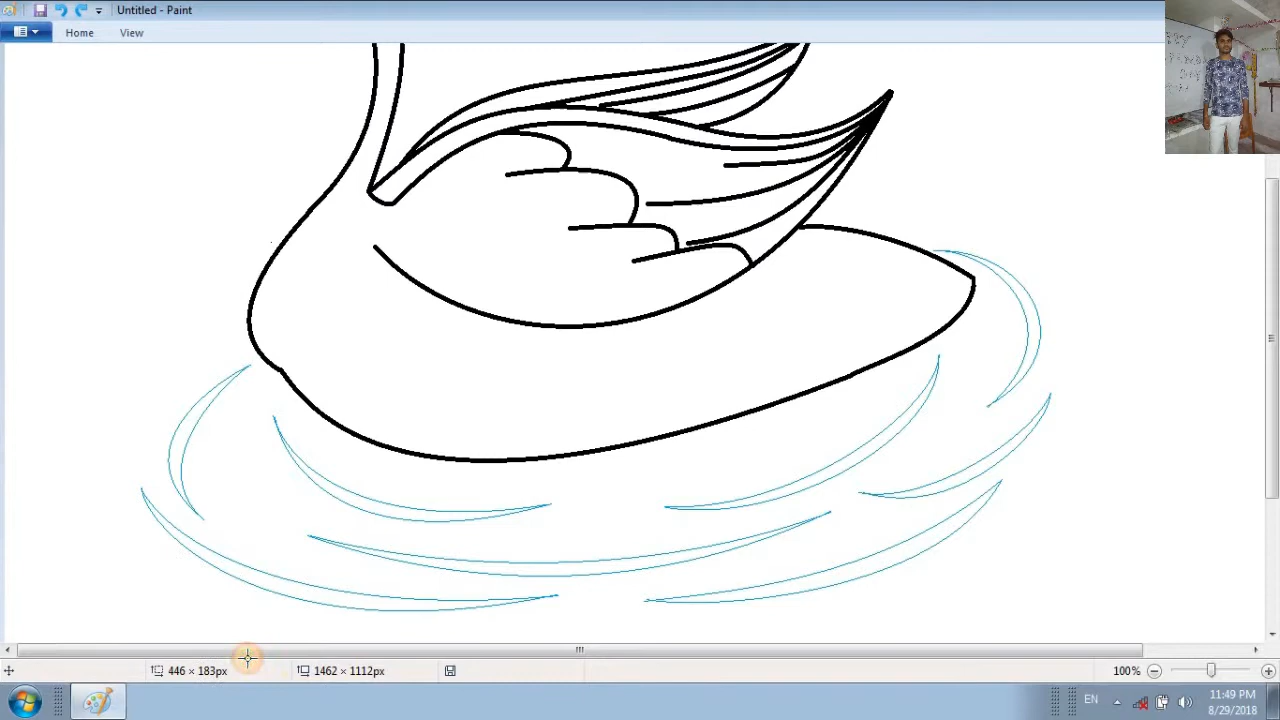 Untitled - Paint
Home View
446 × 183px
1462 × 1112px
100%
EN
11:49 PM
8/29/2018